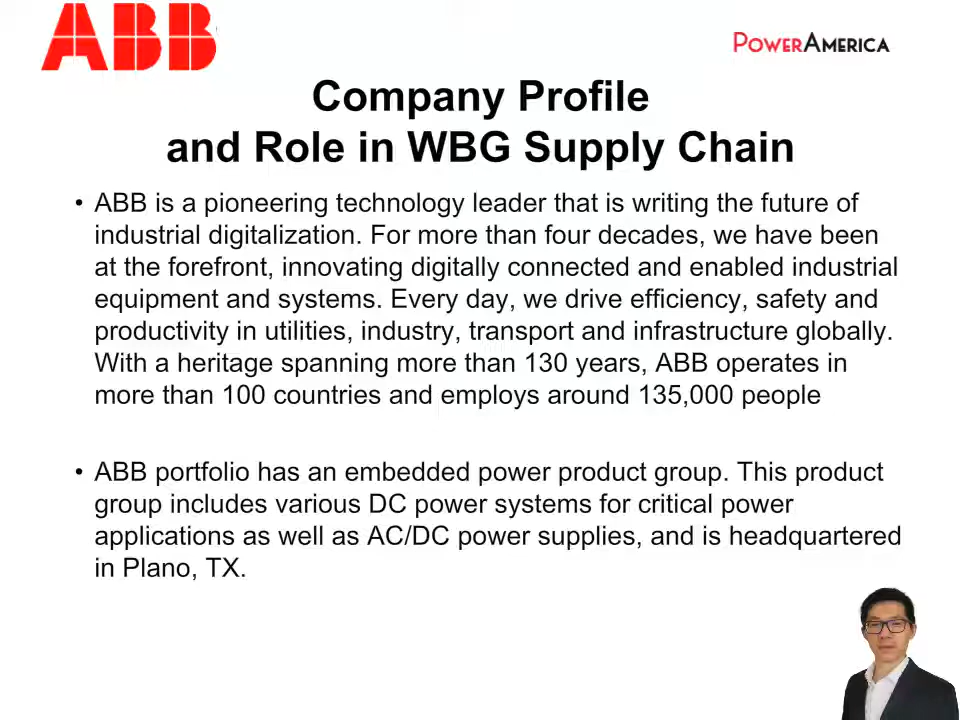 ABB
POWERAMERICA
Company Profile
and Role in WBG Supply Chain
• ABB is a pioneering technology leader that is writing the future of
industrial digitalization. For more than four decades, we have been
at the forefront, innovating digitally connected and enabled industrial
equipment and systems. Every day, we drive efficiency, safety and
productivity in utilities, industry, transport and infrastructure globally.
With a heritage spanning more than 130 years, ABB operates in
more than 100 countries and employs around 135,000 people
• ABB portfolio has an embedded power product group. This product
group includes various DC power systems for critical power
applications as well as AC/DC power supplies, and is headquartered
in Plano, TX.